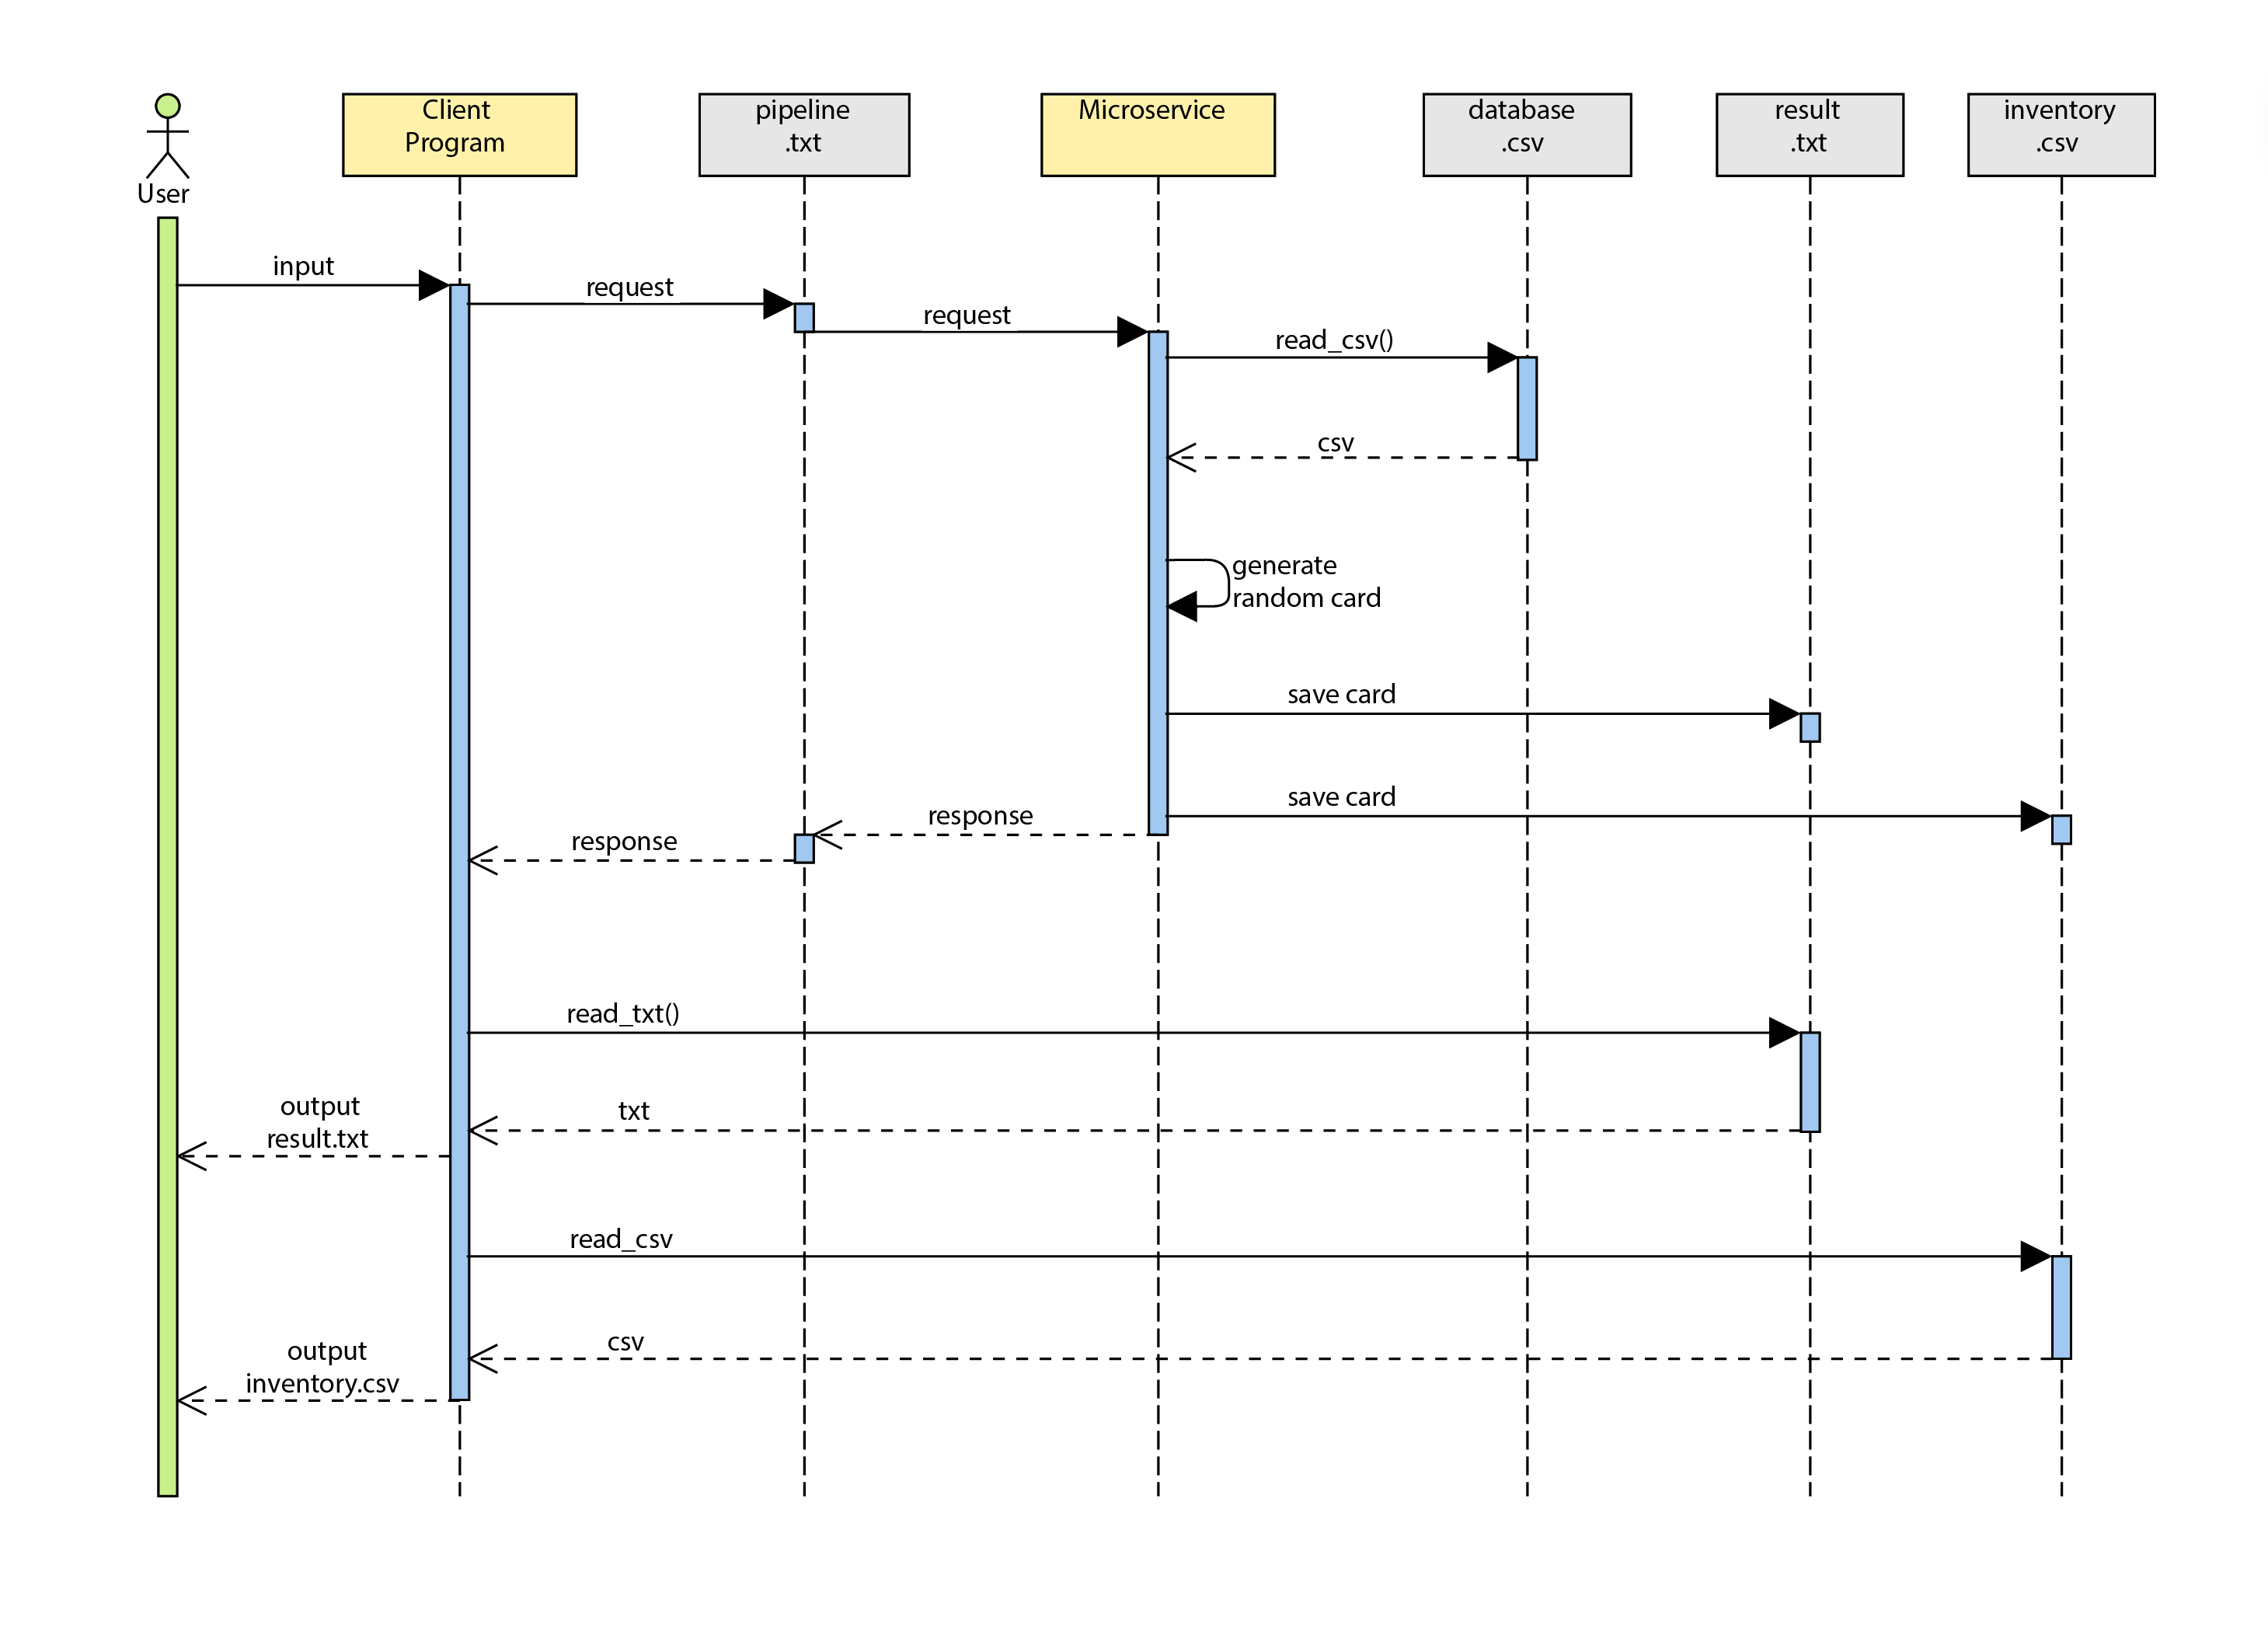 Client
Program
pipeline
.txt
Microservice
database
.csv
result
.txt
inventory
.csv
User
input
request
request
read_csv()
csv
generate
random card
save card
save card
response
response
read_txt()
output
result.txt
txt
read_csv
output
inventory.csv
csv